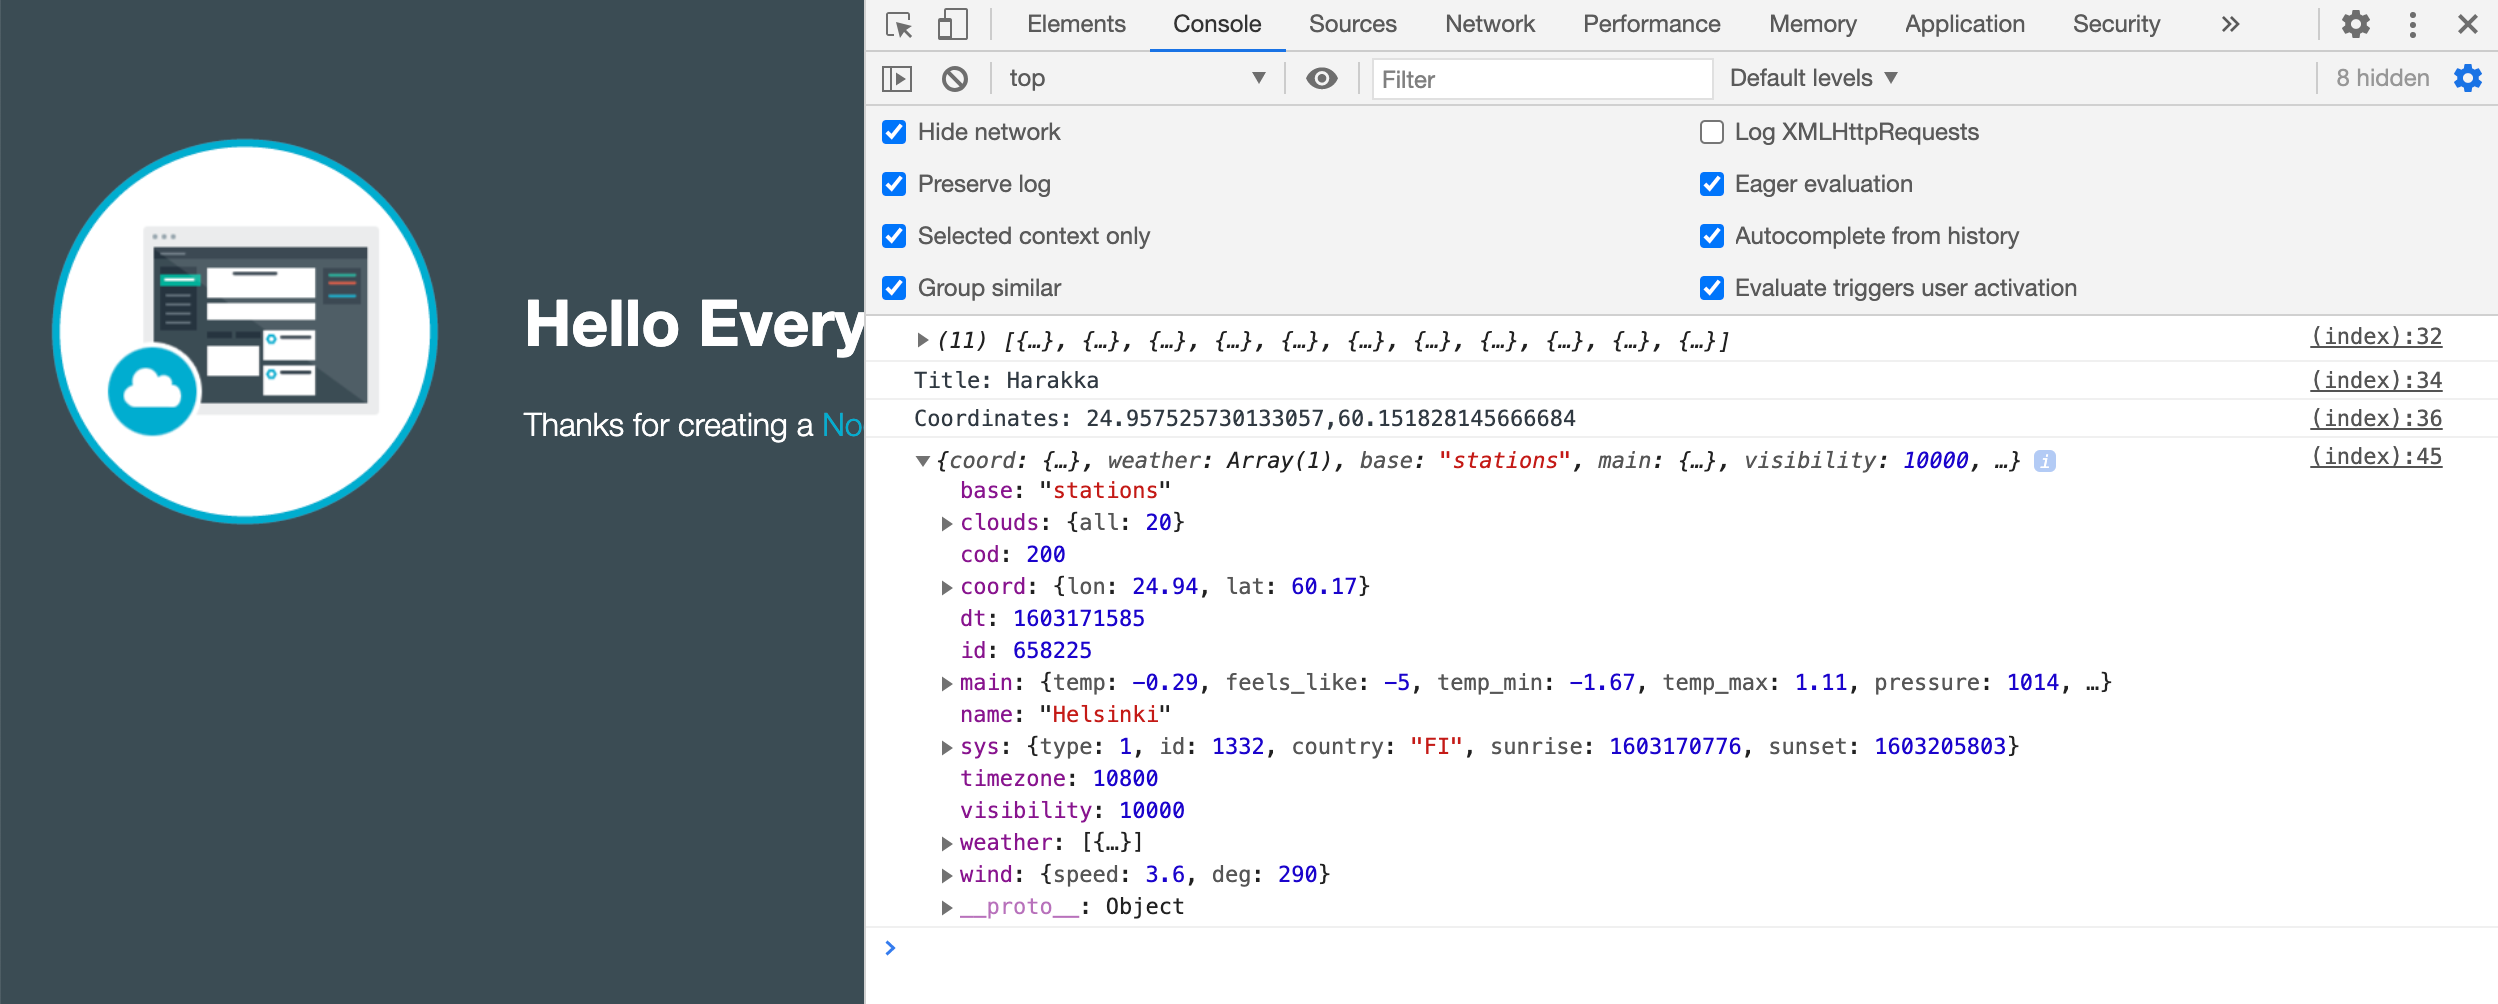 Hello Every
Thanks for creating a No
Elements Console Sources Network Performance Memory Application Security
top Filter Default levels 8 hidden
Hide network Log XMLHttpRequests
Preserve log Eager evaluation
Selected context only Autocomplete from history
Group similar Evaluate triggers user activation
(11) [{…}, {…}, {…}, {…}, {…}, {…}, {…}, {…}, {…}, {…}, {…}] (index):32
Title: Harakka (index):34
Coordinates: 24.957525730133057,60.151828145666684 (index):36
{coord: {…}, weather: Array(1), base: "stations", main: {…}, visibility: 10000, …} i (index):45
base: "stations"
clouds: {all: 20}
cod: 200
coord: {lon: 24.94, lat: 60.17}
dt: 1603171585
id: 658225
main: {temp: -0.29, feels_like: -5, temp_min: -1.67, temp_max: 1.11, pressure: 1014, …}
name: "Helsinki"
sys: {type: 1, id: 1332, country: "FI", sunrise: 1603170776, sunset: 1603205803}
timezone: 10800
visibility: 10000
weather: [{…}]
wind: {speed: 3.6, deg: 290}
__proto__: Object